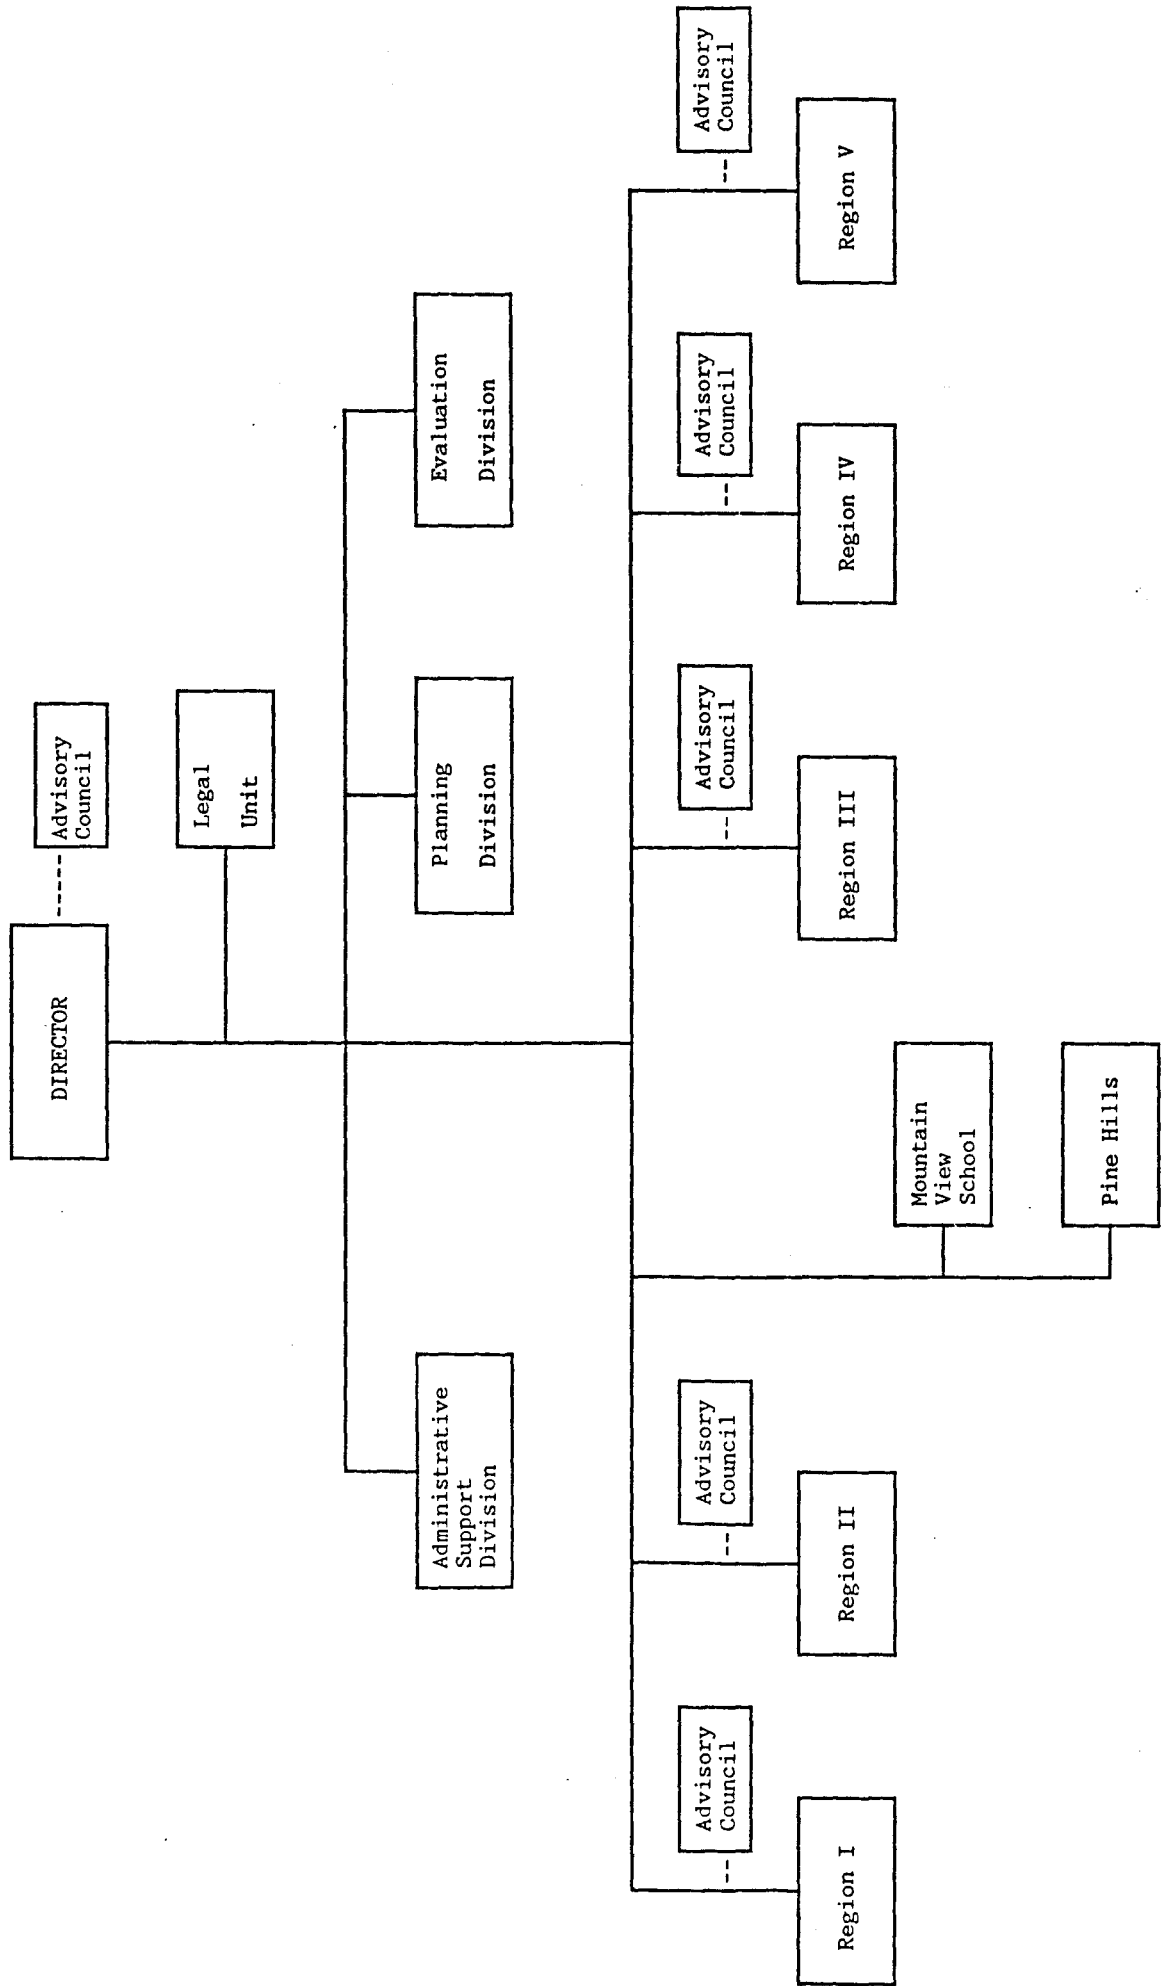 DIRECTOR
Advisory
Council
Legal
Unit
Administrative
Support
Division
Planning
Division
Evaluation
Division
Advisory
Council
Advisory
Council
Advisory
Council
Advisory
Council
Advisory
Council
Region I
Region II
Region III
Region IV
Region V
Mountain
View
School
Pine Hills